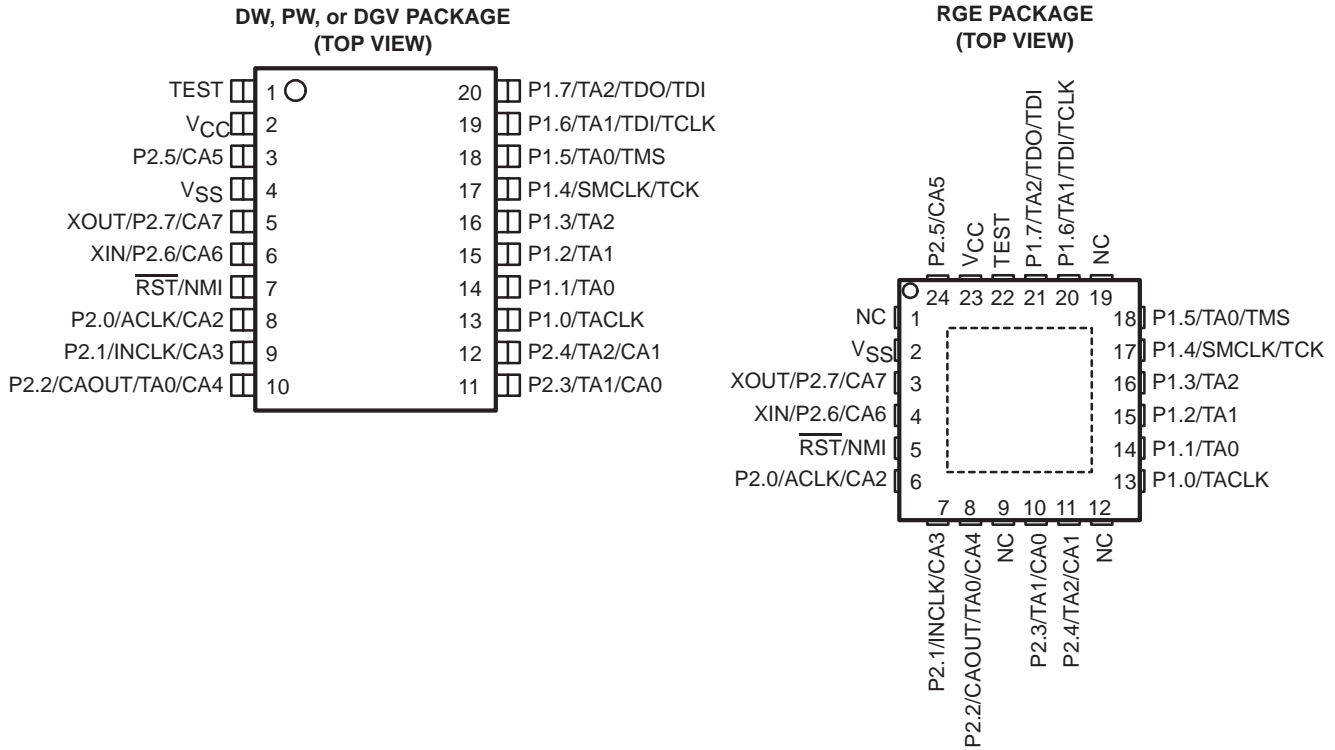 DW, PW, or DGV PACKAGE
(TOP VIEW)
TEST 1 20 P1.7/TA2/TDO/TDI
VCC 2 19 P1.6/TA1/TDI/TCLK
P2.5/CA5 3 18 P1.5/TA0/TMS
VSS 4 17 P1.4/SMCLK/TCK
XOUT/P2.7/CA7 5 16 P1.3/TA2
XIN/P2.6/CA6 6 15 P1.2/TA1
RST/NMI 7 14 P1.1/TA0
P2.0/ACLK/CA2 8 13 P1.0/TACLK
P2.1/INCLK/CA3 9 12 P2.4/TA2/CA1
P2.2/CAOUT/TA0/CA4 10 11 P2.3/TA1/CA0
RGE PACKAGE
(TOP VIEW)
P2.5/CA5
VCC
TEST
P1.7/TA2/TDO/TDI
P1.6/TA1/TDI/TCLK
NC
24 23 22 21 20 19
NC 1 18 P1.5/TA0/TMS
VSS 2 17 P1.4/SMCLK/TCK
XOUT/P2.7/CA7 3 16 P1.3/TA2
XIN/P2.6/CA6 4 15 P1.2/TA1
RST/NMI 5 14 P1.1/TA0
P2.0/ACLK/CA2 6 13 P1.0/TACLK
7 8 9 10 11 12
P2.1/INCLK/CA3
P2.2/CAOUT/TA0/CA4
NC
P2.3/TA1/CA0
P2.4/TA2/CA1
NC